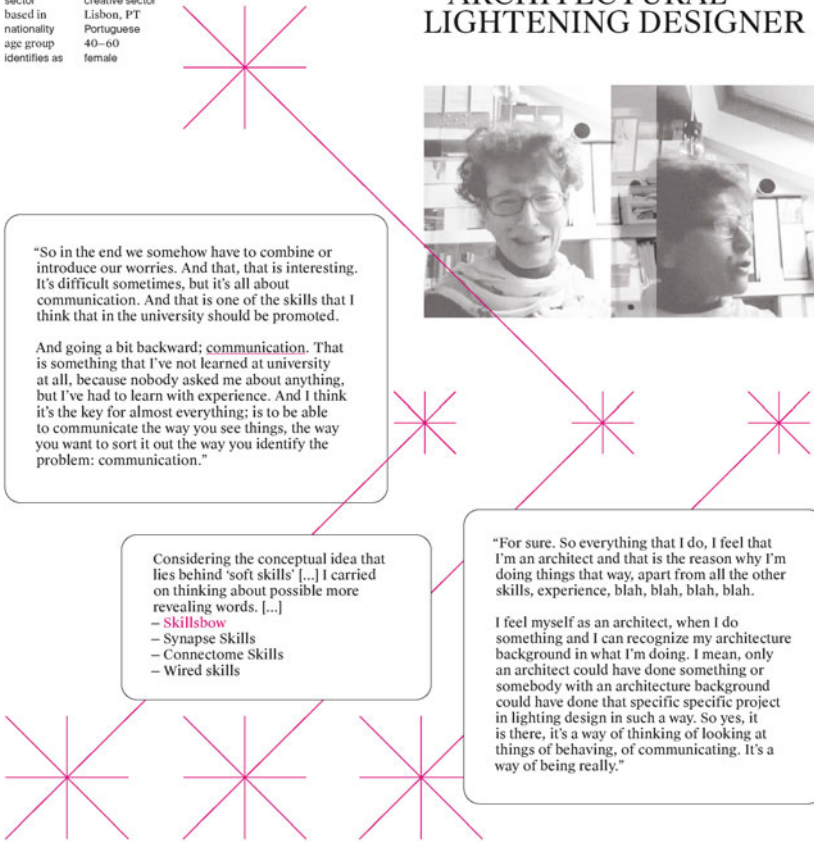 sector creative sector
based in Lisbon, PT
nationality Portuguese
age group 40–60
identifies as female
ARCHITECTURAL
LIGHTENING DESIGNER
“So in the end we somehow have to combine or
introduce our worries. And that, that is interesting.
It’s difficult sometimes, but it’s all about
communication. And that is one of the skills that I
think that in the university should be promoted.
And going a bit backward; communication. That
is something that I’ve not learned at university
at all, because nobody asked me about anything,
but I’ve had to learn with experience. And I think
it’s the key for almost everything; is to be able
to communicate the way you see things, the way
you want to sort it out the way you identify the
problem: communication.”
Considering the conceptual idea that
lies behind ‘soft skills’ [...] I carried
on thinking about possible more
revealing words. [...]
– Skillsbow
– Synapse Skills
– Connectome Skills
– Wired skills
“For sure. So everything that I do, I feel that
I’m an architect and that is the reason why I’m
doing things that way, apart from all the other
skills, experience, blah, blah, blah, blah.
I feel myself as an architect, when I do
something and I can recognize my architecture
background in what I’m doing. I mean, only
an architect could have done something or
somebody with an architecture background
could have done that specific specific project
in lighting design in such a way. So yes, it
is there, it’s a way of thinking of looking at
things of behaving, of communicating. It’s a
way of being really.”